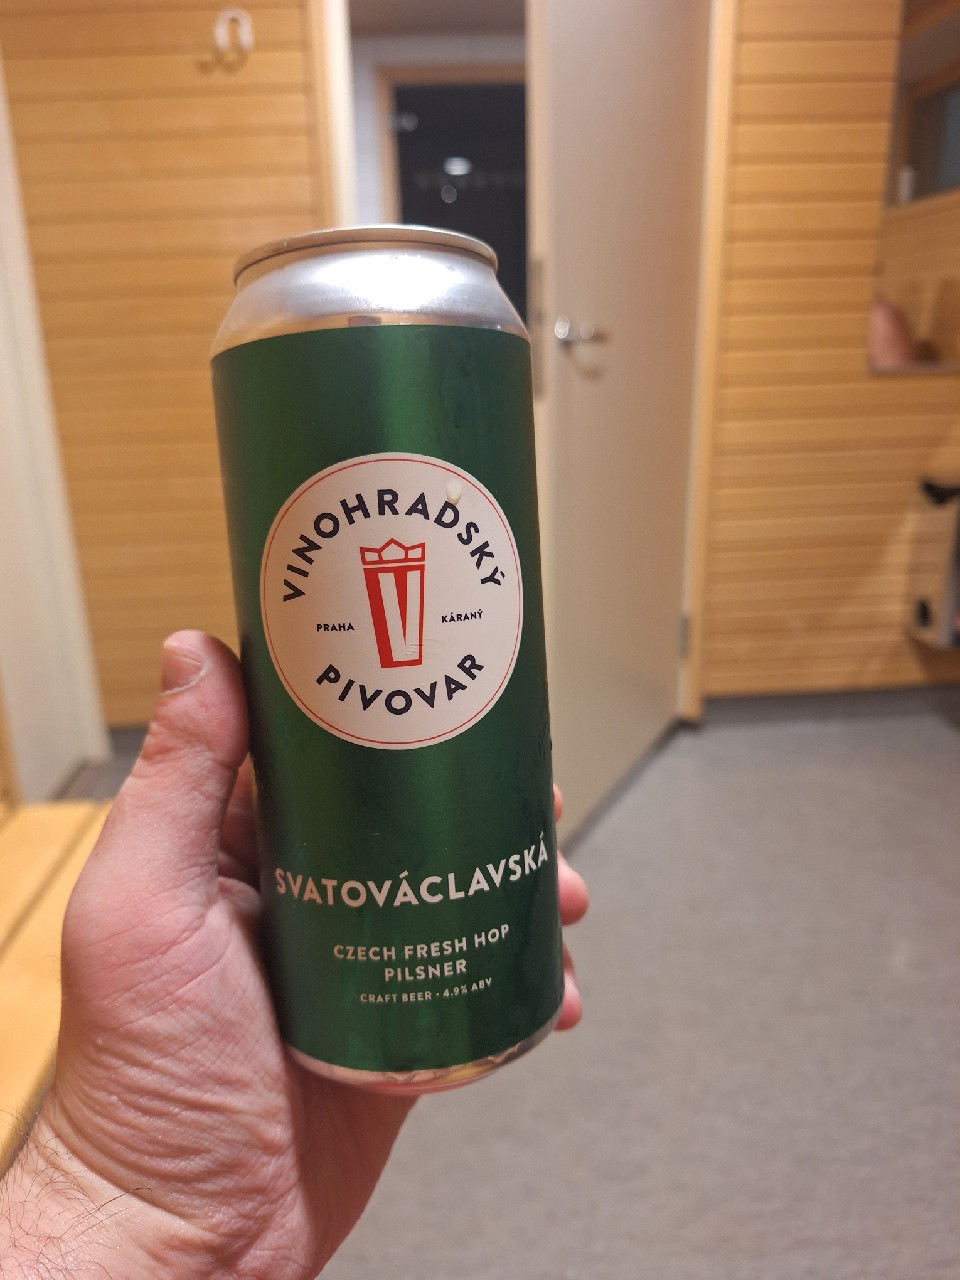 VINOHRADSKÝ
PRAHA KÁRANÝ
PIVOVAR
SVATOVÁCLAVSKÁ
CZECH FRESH HOP
PILSNER
CRAFT BEER · 4.9% ABV